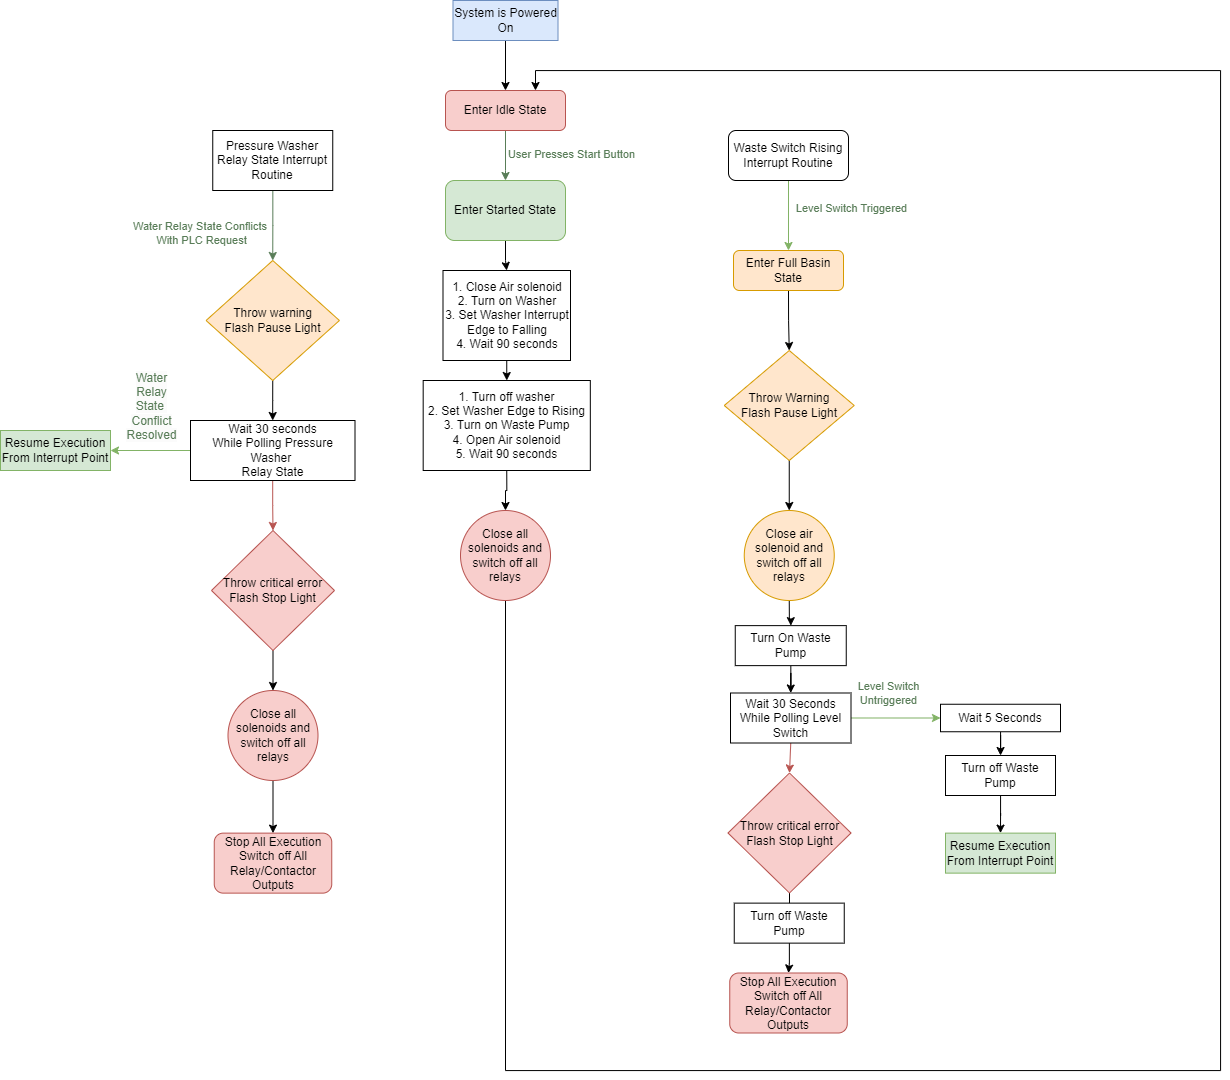 System is Powered
On
Enter Idle State
User Presses Start Button
Enter Started State
1. Close Air solenoid
2. Turn on Washer
3. Set Washer Interrupt
Edge to Falling
4. Wait 90 seconds
1. Turn off washer
2. Set Washer Edge to Rising
3. Turn on Waste Pump
4. Open Air solenoid
5. Wait 90 seconds
Close all
solenoids and
switch off all
relays
Pressure Washer
Relay State Interrupt
Routine
Water Relay State Conflicts
With PLC Request
Throw warning
Flash Pause Light
Wait 30 seconds
While Polling Pressure
Washer
Relay State
Water
Relay
State
Conflict
Resolved
Resume Execution
From Interrupt Point
Throw critical error
Flash Stop Light
Close all
solenoids and
switch off all
relays
Stop All Execution
Switch off All
Relay/Contactor
Outputs
Waste Switch Rising
Interrupt Routine
Level Switch Triggered
Enter Full Basin
State
Throw Warning
Flash Pause Light
Close air
solenoid and
switch off all
relays
Turn On Waste
Pump
Wait 30 Seconds
While Polling Level
Switch
Level Switch
Untriggered
Wait 5 Seconds
Turn off Waste
Pump
Resume Execution
From Interrupt Point
Throw critical error
Flash Stop Light
Turn off Waste
Pump
Stop All Execution
Switch off All
Relay/Contactor
Outputs